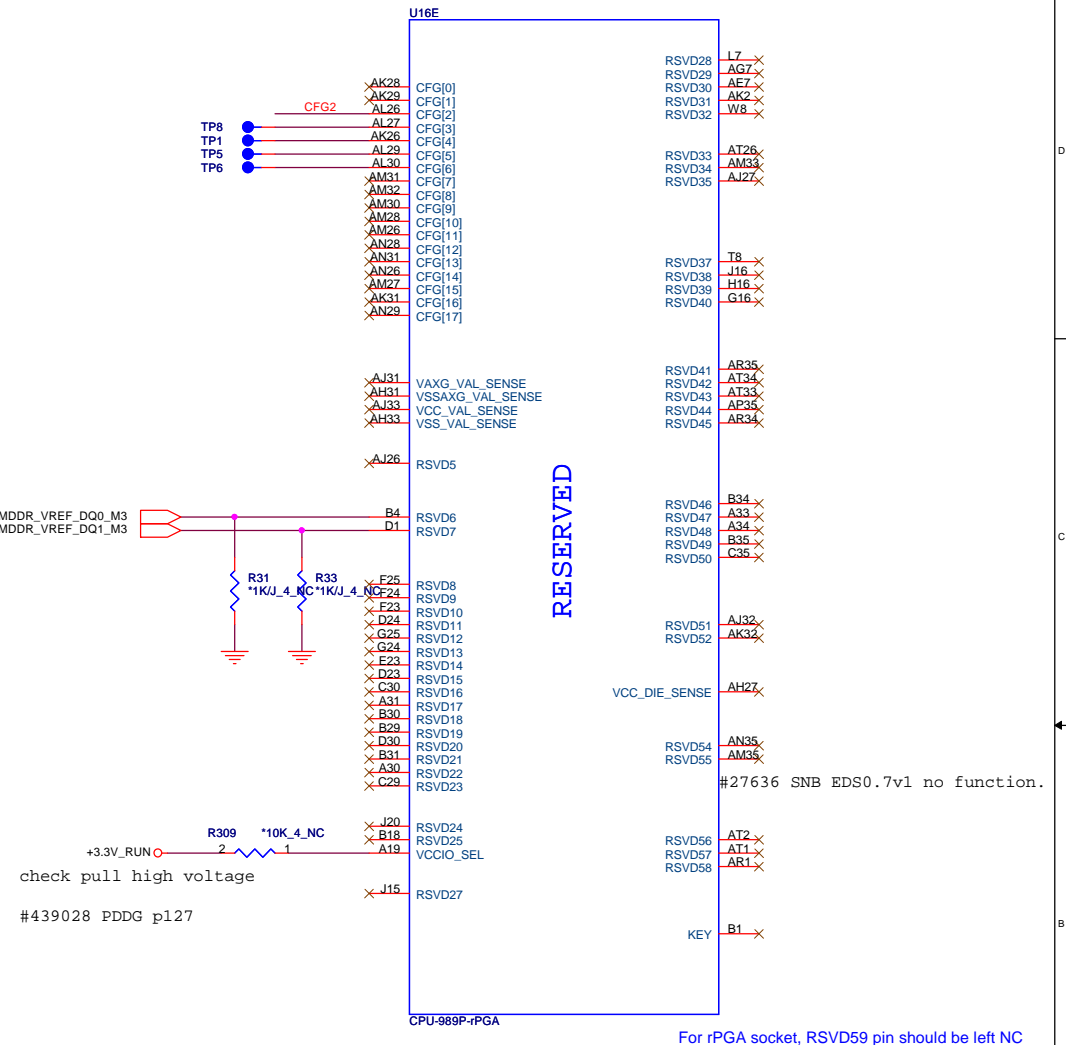 U16E
RSVD28 L7
RSVD29 AG7
AK28 CFG[0] RSVD30 AE7
AK29 CFG[1] RSVD31 AK2
CFG2 AL26 CFG[2] RSVD32 W8
TP8 AL27 CFG[3]
TP1 AK26 CFG[4]
TP5 AL29 CFG[5] RSVD33 AT26
TP6 AL30 CFG[6] RSVD34 AM33
AM31 CFG[7] RSVD35 AJ27
AM32 CFG[8]
AM30 CFG[9]
AM28 CFG[10]
AM26 CFG[11]
AN28 CFG[12]
AN31 CFG[13] RSVD37 T8
AN26 CFG[14] RSVD38 J16
AM27 CFG[15] RSVD39 H16
AK31 CFG[16] RSVD40 G16
AN29 CFG[17]
RSVD41 AR35
AJ31 VAXG_VAL_SENSE RSVD42 AT34
AH31 VSSAXG_VAL_SENSE RSVD43 AT33
AJ33 VCC_VAL_SENSE RSVD44 AP35
AH33 VSS_VAL_SENSE RSVD45 AR34
AJ26 RSVD5
RESERVED
RSVD46 B34
MDDR_VREF_DQ0_M3 B4 RSVD6 RSVD47 A33
MDDR_VREF_DQ1_M3 D1 RSVD7 RSVD48 A34
RSVD49 B35
RSVD50 C35
R31 *1K/J_4_NC
R33 *1K/J_4_NC
F25 RSVD8
F24 RSVD9
F23 RSVD10
D24 RSVD11 RSVD51 AJ32
G25 RSVD12 RSVD52 AK32
G24 RSVD13
E23 RSVD14
D23 RSVD15
C30 RSVD16 VCC_DIE_SENSE AH27
A31 RSVD17
B30 RSVD18
B29 RSVD19
D30 RSVD20 RSVD54 AN35
B31 RSVD21 RSVD55 AM35
A30 RSVD22
C29 RSVD23
#27636 SNB EDS0.7v1 no function.
J20 RSVD24
B18 RSVD25 RSVD56 AT2
+3.3V_RUN 2 R309 *10K_4_NC 1 A19 VCCIO_SEL RSVD57 AT1
RSVD58 AR1
check pull high voltage
J15 RSVD27
#439028 PDDG p127
KEY B1
CPU-989P-rPGA
For rPGA socket, RSVD59 pin should be left NC
D
C
B